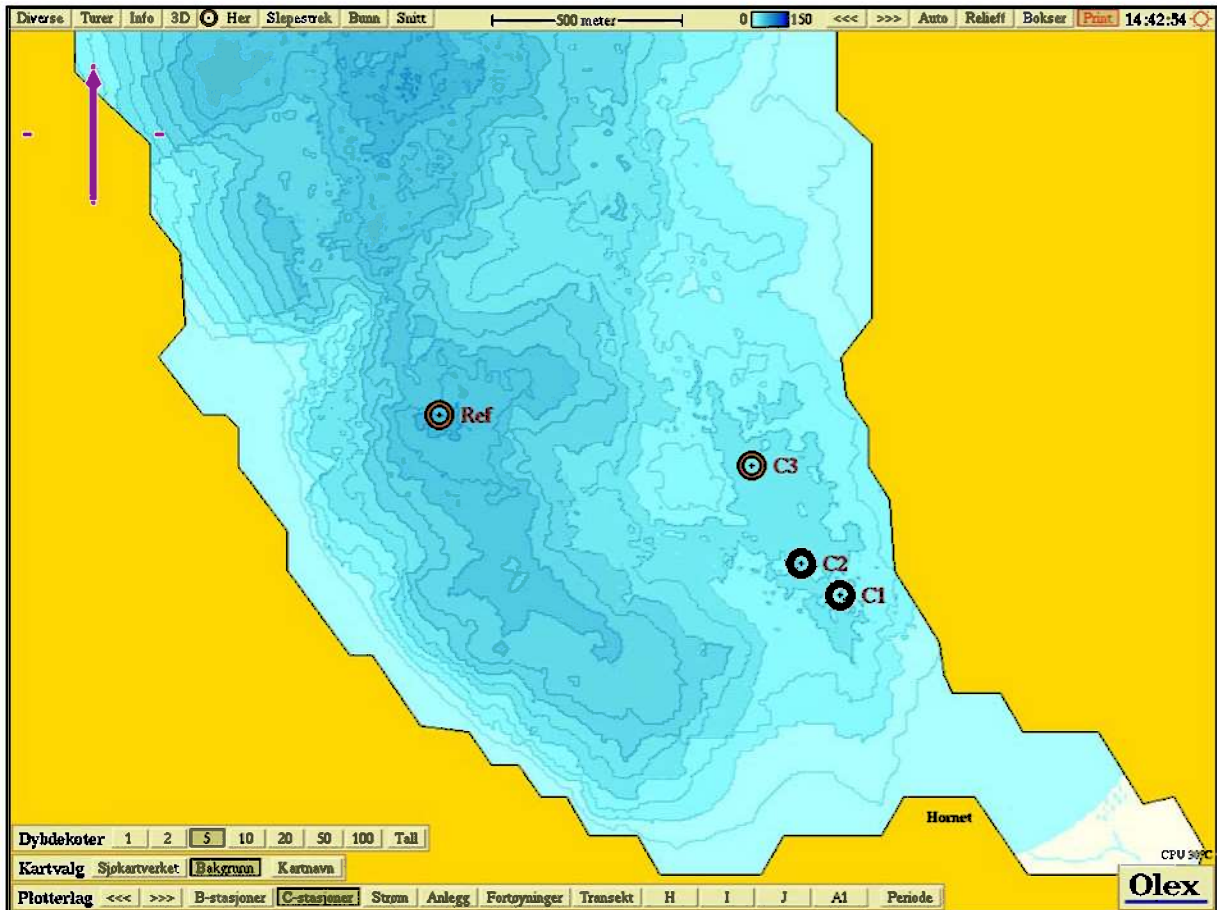 Diverse Turer Info 3D Her Slepestrek Bunn Snitt 500 meter 0 150 <<< >>> Auto Relieff Bokser Print 14:42:54
Ref
C3
C2
C1
Hornet
Dybdekoter 1 2 5 10 20 50 100 Tall
Kartvalg Sjøkartverket Bakgrunn Kartnavn
CPU 30°C
Plotterlag <<< >>> B-stasjoner C-stasjoner Strøm Anlegg Fortøyninger Transekt H I J A1 Periode
Olex